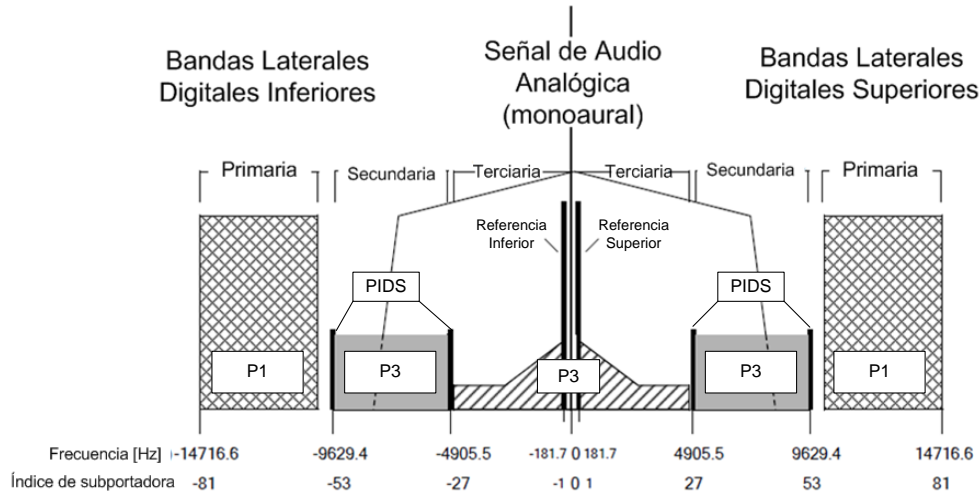 Bandas Laterales
Digitales Inferiores
Señal de Audio
Analógica
(monoaural)
Bandas Laterales
Digitales Superiores
Primaria
Secundaria
Terciaria
Terciaria
Secundaria
Primaria
Referencia
Inferior
Referencia
Superior
PIDS
PIDS
P1
P3
P3
P3
P1
Frecuencia [Hz] -14716.6 -9629.4 -4905.5 -181.7 0 181.7 4905.5 9629.4 14716.6
Índice de subportadora -81 -53 -27 -1 0 1 27 53 81